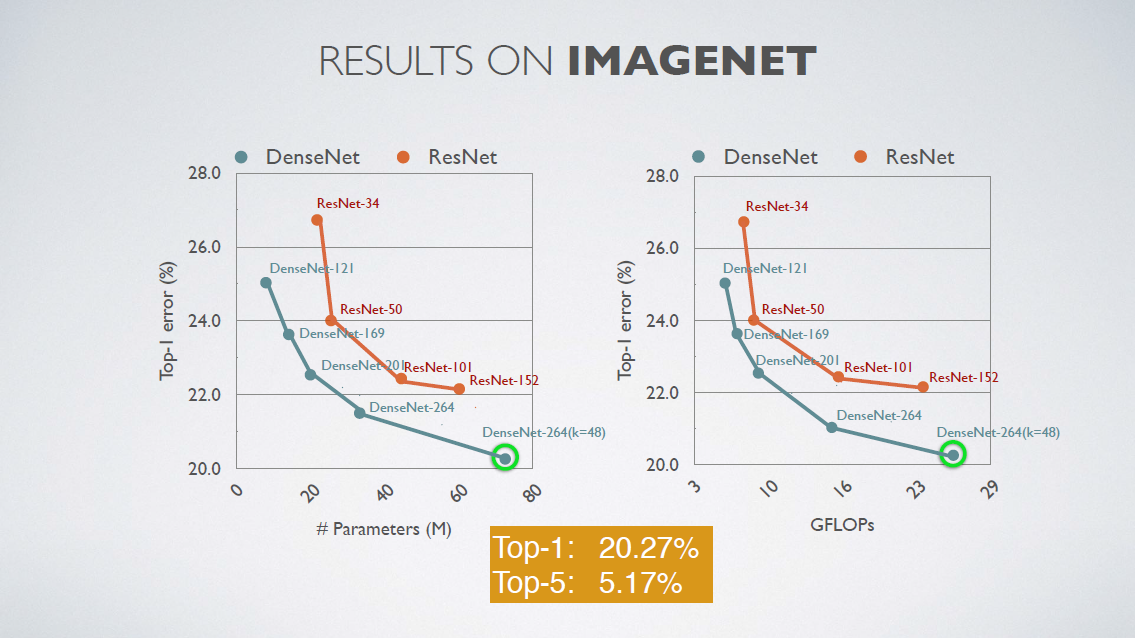 RESULTS ON IMAGENET
DenseNet
ResNet
28.0
26.0
24.0
22.0
20.0
Top-1 error (%)
ResNet-34
DenseNet-121
ResNet-50
DenseNet-169
DenseNet-201
ResNet-101
ResNet-152
DenseNet-264
DenseNet-264(k=48)
0
20
40
60
80
# Parameters (M)
DenseNet
ResNet
28.0
26.0
24.0
22.0
20.0
Top-1 error (%)
ResNet-34
DenseNet-121
ResNet-50
DenseNet-169
DenseNet-201
ResNet-101
ResNet-152
DenseNet-264
DenseNet-264(k=48)
3
10
16
23
29
GFLOPs
Top-1: 20.27%
Top-5: 5.17%